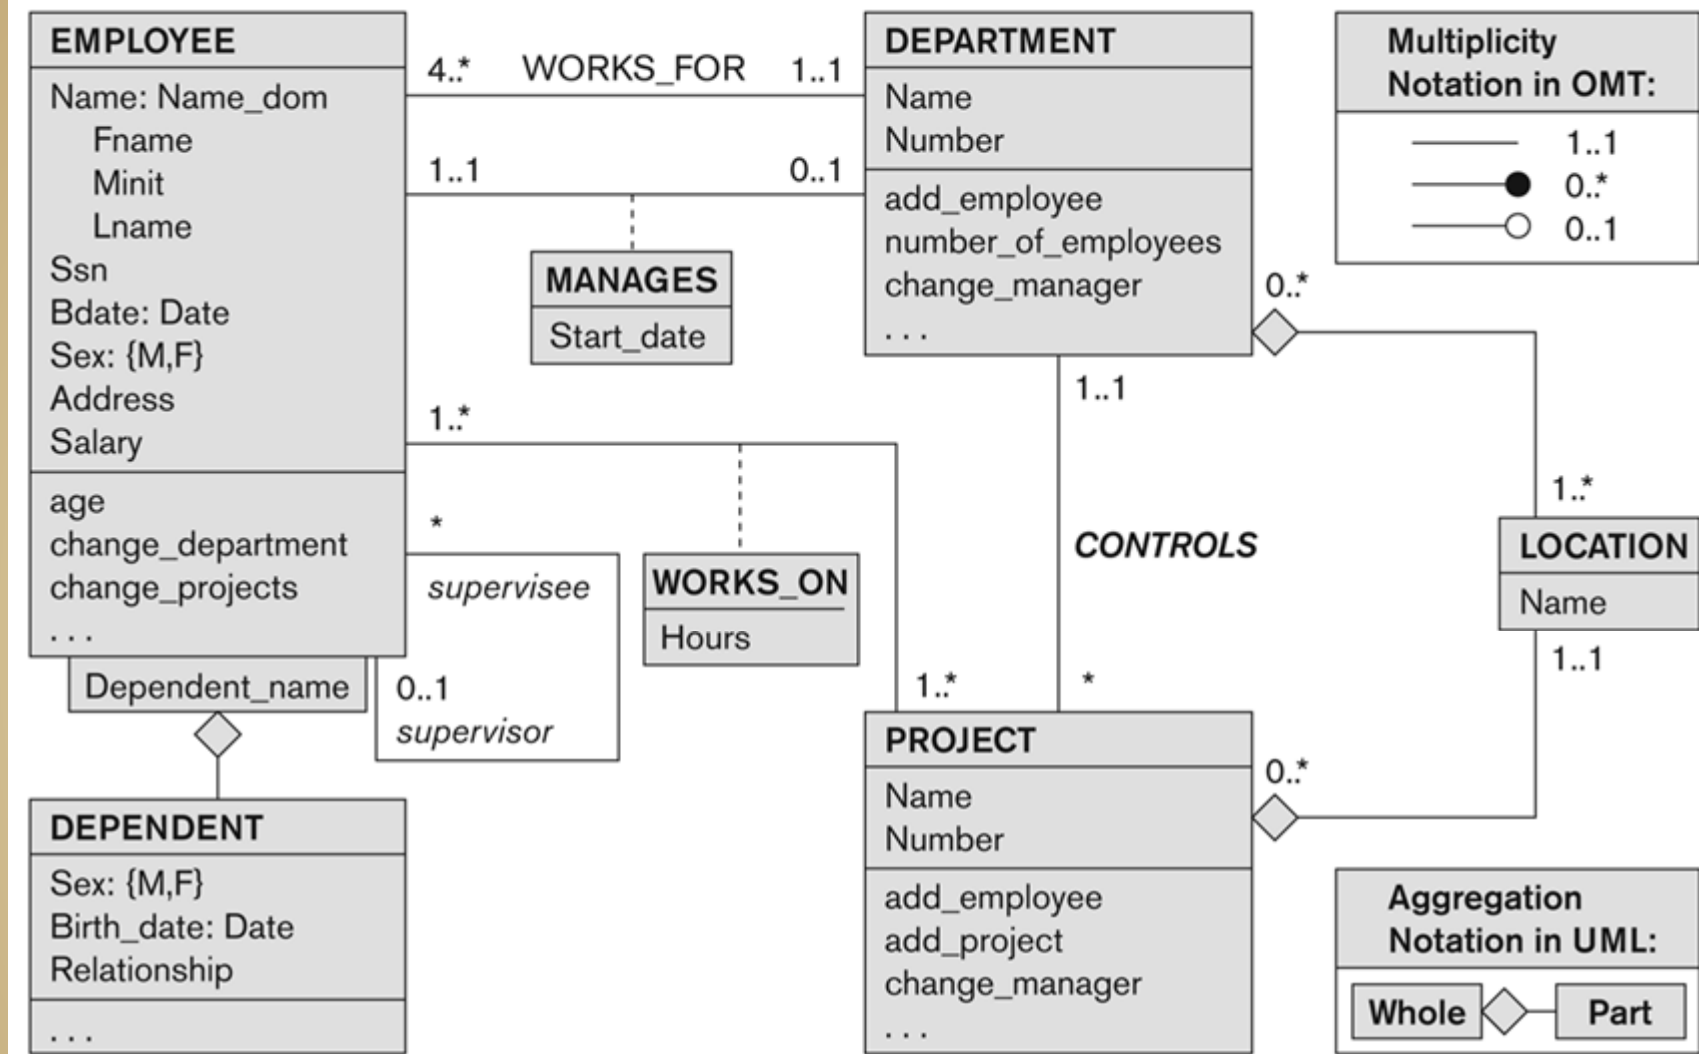 EMPLOYEE
Name: Name_dom
Fname
Minit
Lname
Ssn
Bdate: Date
Sex: {M,F}
Address
Salary
age
change_department
change_projects
. . .
Dependent_name
DEPENDENT
Sex: {M,F}
Birth_date: Date
Relationship
. . .
4..* WORKS_FOR 1..1
1..1 0..1
MANAGES
Start_date
1..*
*
supervisee
0..1
supervisor
WORKS_ON
Hours
1..*
DEPARTMENT
Name
Number
add_employee
number_of_employees
change_manager
. . .
1..1
CONTROLS
*
PROJECT
Name
Number
add_employee
add_project
change_manager
. . .
0..*
1..*
LOCATION
Name
1..1
0..*
Multiplicity
Notation in OMT:
1..1
0..*
0..1
Aggregation
Notation in UML:
Whole Part